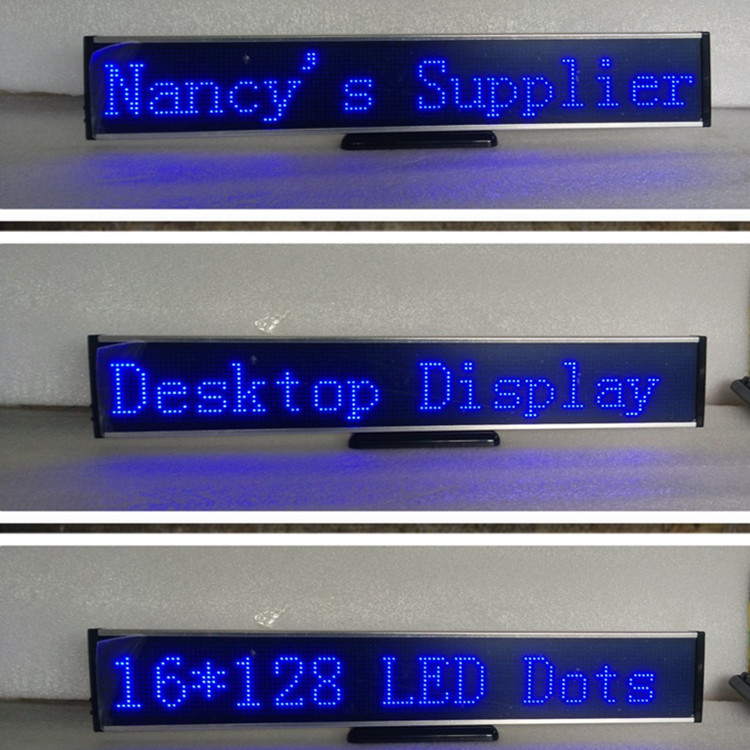 Nancy's Supplier
Desktop Display
16*128 LED Dots